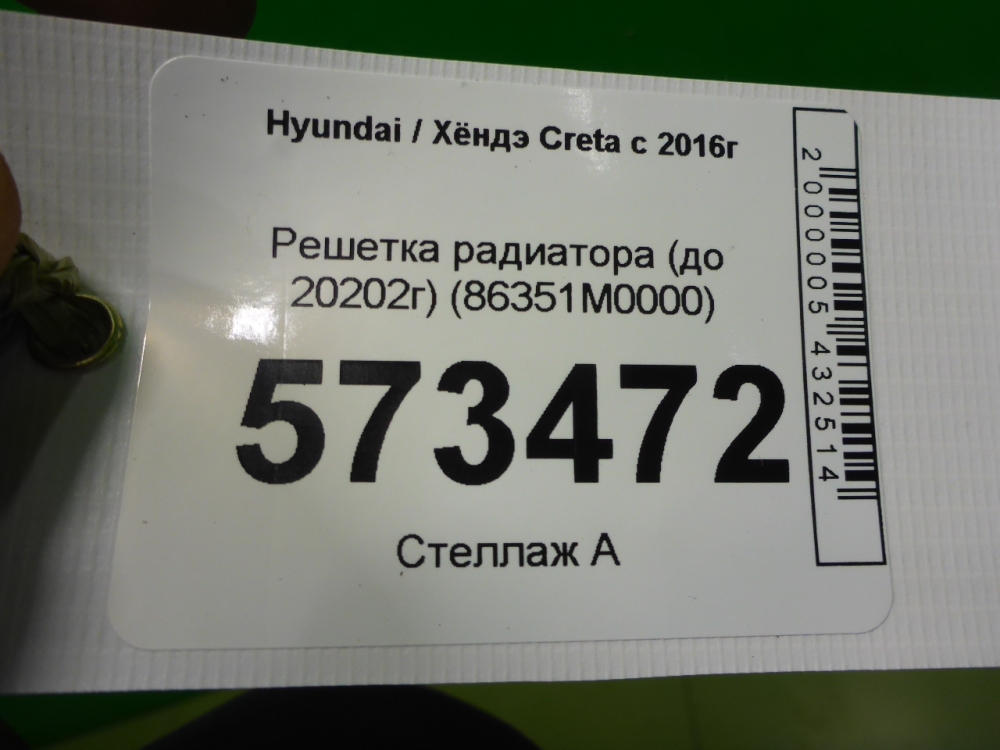 Hyundai / Хёндэ Creta с 2016г
Решетка радиатора (до
20202г) (86351M0000)
573472
Стеллаж А
2000005432514